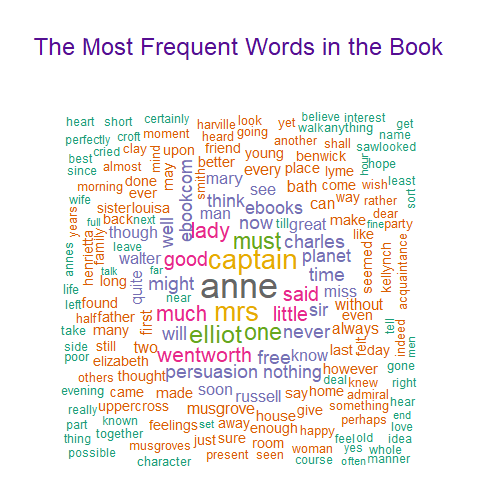 The Most Frequent Words in the Book
heart short certainly harville look yet believe interest get
perfectly croft moment heard going walk anything name
cried clay upon friend another shall saw looked
best almost mind better young benwick hour hope
since may smith every place lyme least
morning done ebookcom mary see bath come wish sort
wife ever think can way rather
years sister louisa man ebooks dear
full back next well lady now till great make fine party
though must charles like
annes henrietta family leave walter good captain planet seemed kellynch acquaintance
talk far might time
life long quite near anne said miss
left found much mrs little sir without
half father first even
take many will elliot one never always indeed tell men
side still two wentworth free know last felt day
poor elizabeth persuasion nothing however gone
others thought deal knew right
evening came made soon russell say home admiral
really uppercross musgrove house give something hear
part known feelings set away enough happy perhaps end
thing together just sure room feel old love
possible musgroves woman yes idea
present seen whole
character course often manner